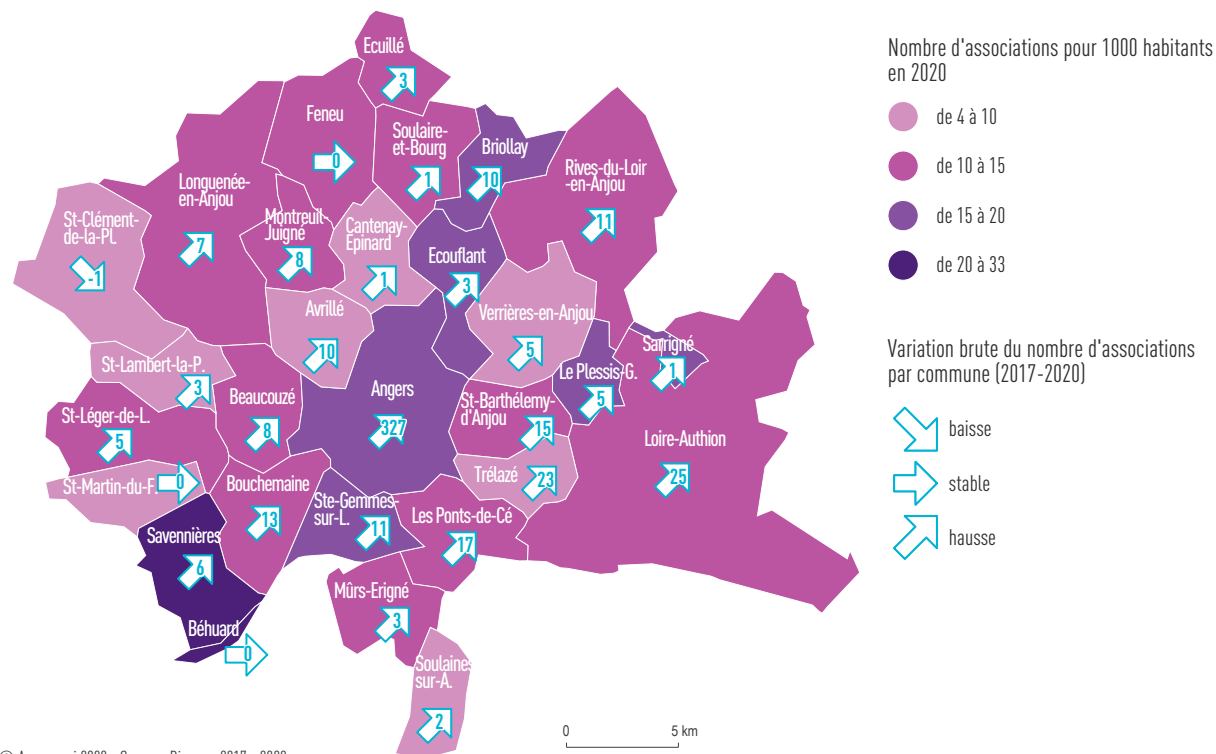 Ecuillé
3
Feneu
0
Soulaire-
et-Bourg
1
Briollay
10
Rives-du-Loir
-en-Anjou
11
Longuenée-
en-Anjou
7
St-Clément-
de-la-Pl.
-1
Montreuil-
Juigné
8
Cantenay-
Épinard
1
Ecouflant
3
Avrillé
10
Verrières-en-Anjou
5
Sarrigné
1
St-Lambert-la-P.
3
Le Plessis-G.
5
Beaucouzé
8
Angers
327
St-Barthélemy-
d'Anjou
15
St-Léger-de-L.
5
Loire-Authion
25
Trélazé
23
St-Martin-du-F.
0
Bouchemaine
13
Ste-Gemmes-
sur-L.
11
Les Ponts-de-Cé
17
Savennières
6
Mûrs-Erigné
3
Béhuard
0
Soulaines
sur-A.
2
0 5 km
Nombre d'associations pour 1000 habitants
en 2020
de 4 à 10
de 10 à 15
de 15 à 20
de 20 à 33
Variation brute du nombre d'associations
par commune (2017-2020)
baisse
stable
hausse